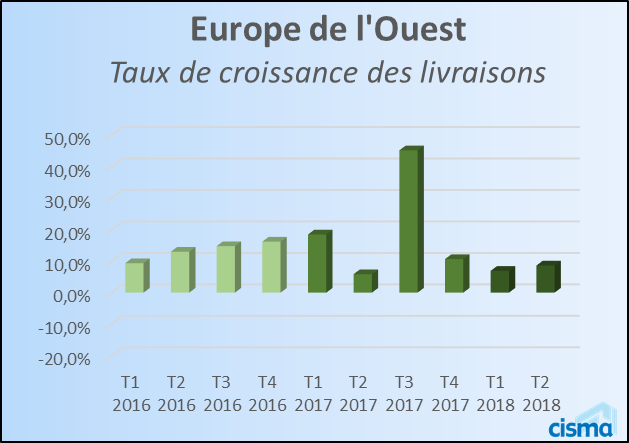 Europe de l'Ouest
Taux de croissance des livraisons
50,0%
40,0%
30,0%
20,0%
10,0%
0,0%
-10,0%
-20,0%
T1 T2 T3 T4 T1 T2 T3 T4 T1 T2
2016 2016 2016 2016 2017 2017 2017 2017 2018 2018
cisma